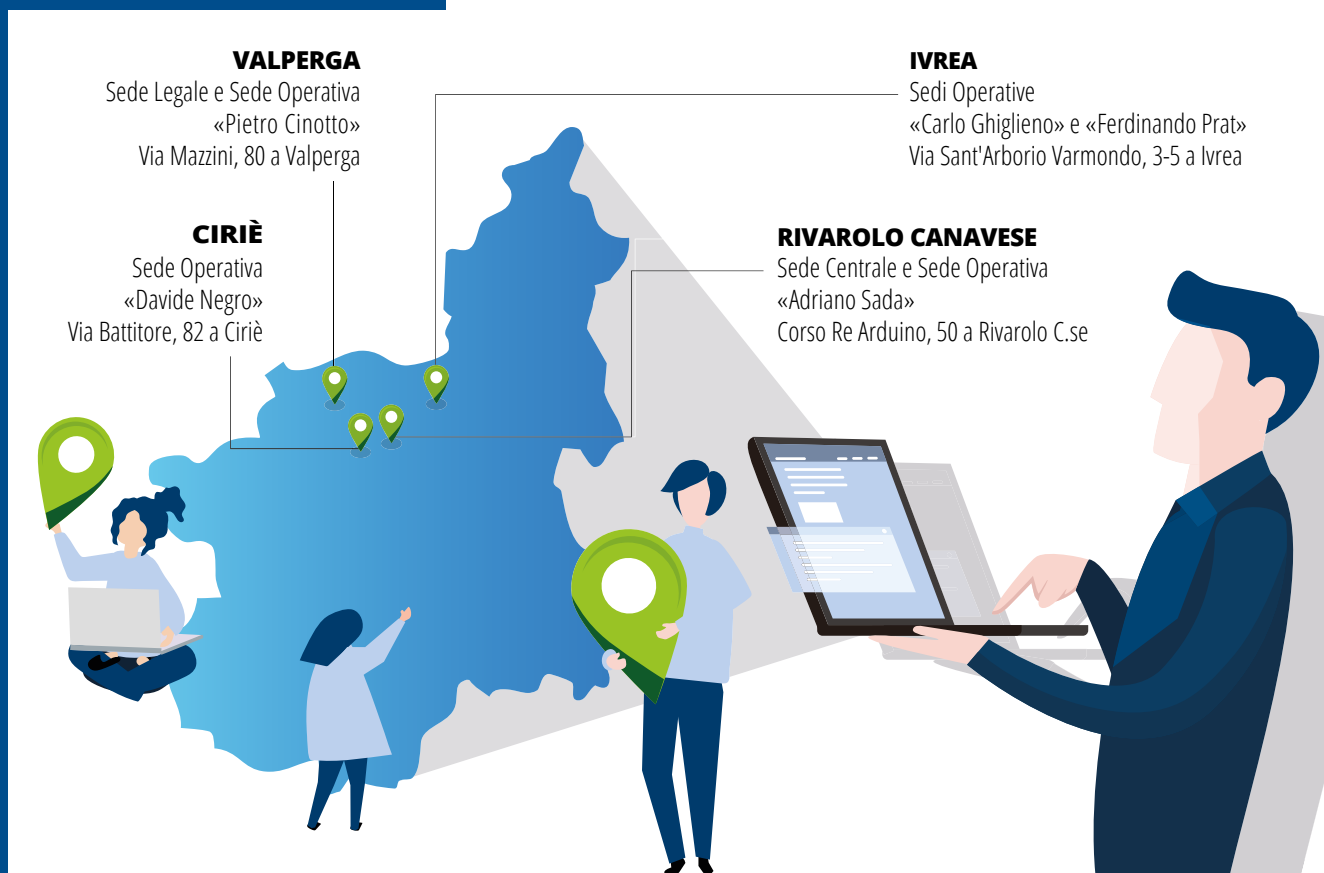 VALPERGA
Sede Legale e Sede Operativa
«Pietro Cinotto»
Via Mazzini, 80 a Valperga
CIRIÈ
Sede Operativa
«Davide Negro»
Via Battitore, 82 a Ciriè
IVREA
Sedi Operative
«Carlo Ghiglieno» e «Ferdinando Prat»
Via Sant'Arborio Varmondo, 3-5 a Ivrea
RIVAROLO CANAVESE
Sede Centrale e Sede Operativa
«Adriano Sada»
Corso Re Arduino, 50 a Rivarolo C.se